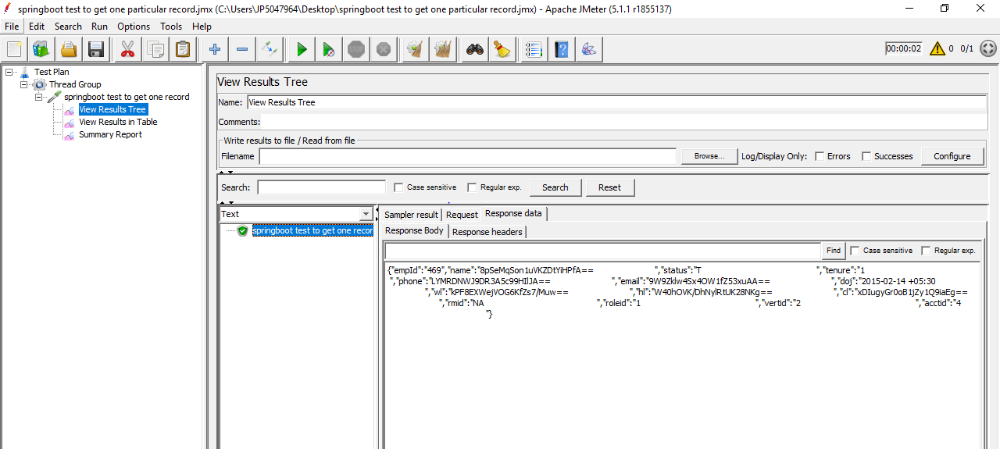 springboot test to get one particular record.jmx (C:\Users\JP5047964\Desktop\springboot test to get one particular record.jmx) - Apache JMeter (5.1.1 r1855137)
File Edit Search Run Options Tools Help
STOP
00:00:02 0 0/1
Test Plan
Thread Group
springboot test to get one record
View Results Tree
View Results in Table
Summary Report
View Results Tree
Name: View Results Tree
Comments:
Write results to file / Read from file
Filename Browse... Log/Display Only: Errors Successes Configure
Search: Case sensitive Regular exp. Search Reset
Text
springboot test to get one recor
Sampler result Request Response data
Response Body Response headers
Find Case sensitive Regular exp.
{"empId":"469","name":"8pSeMqSon1uVKZDtYiHPfA== ","status":"T ","tenure":"1
","phone":"LYMRDNWJ9DR3A5c99HIlJA== ","email":"9W9Zklw4Sx4OW1fZ53xuAA== ","doj":"2015-02-14 +05:30
","wl":"kPF8EXWejVOG6KfZs7/Muw== ","hl":"W40hOVK/DhNylRtUK28NKg== ","cl":"xDIugyGr0oB1jZy1Q9iaEg==
","rmid":"NA ","roleid":"1 ","vertid":"2 ","acctid":"4
"}